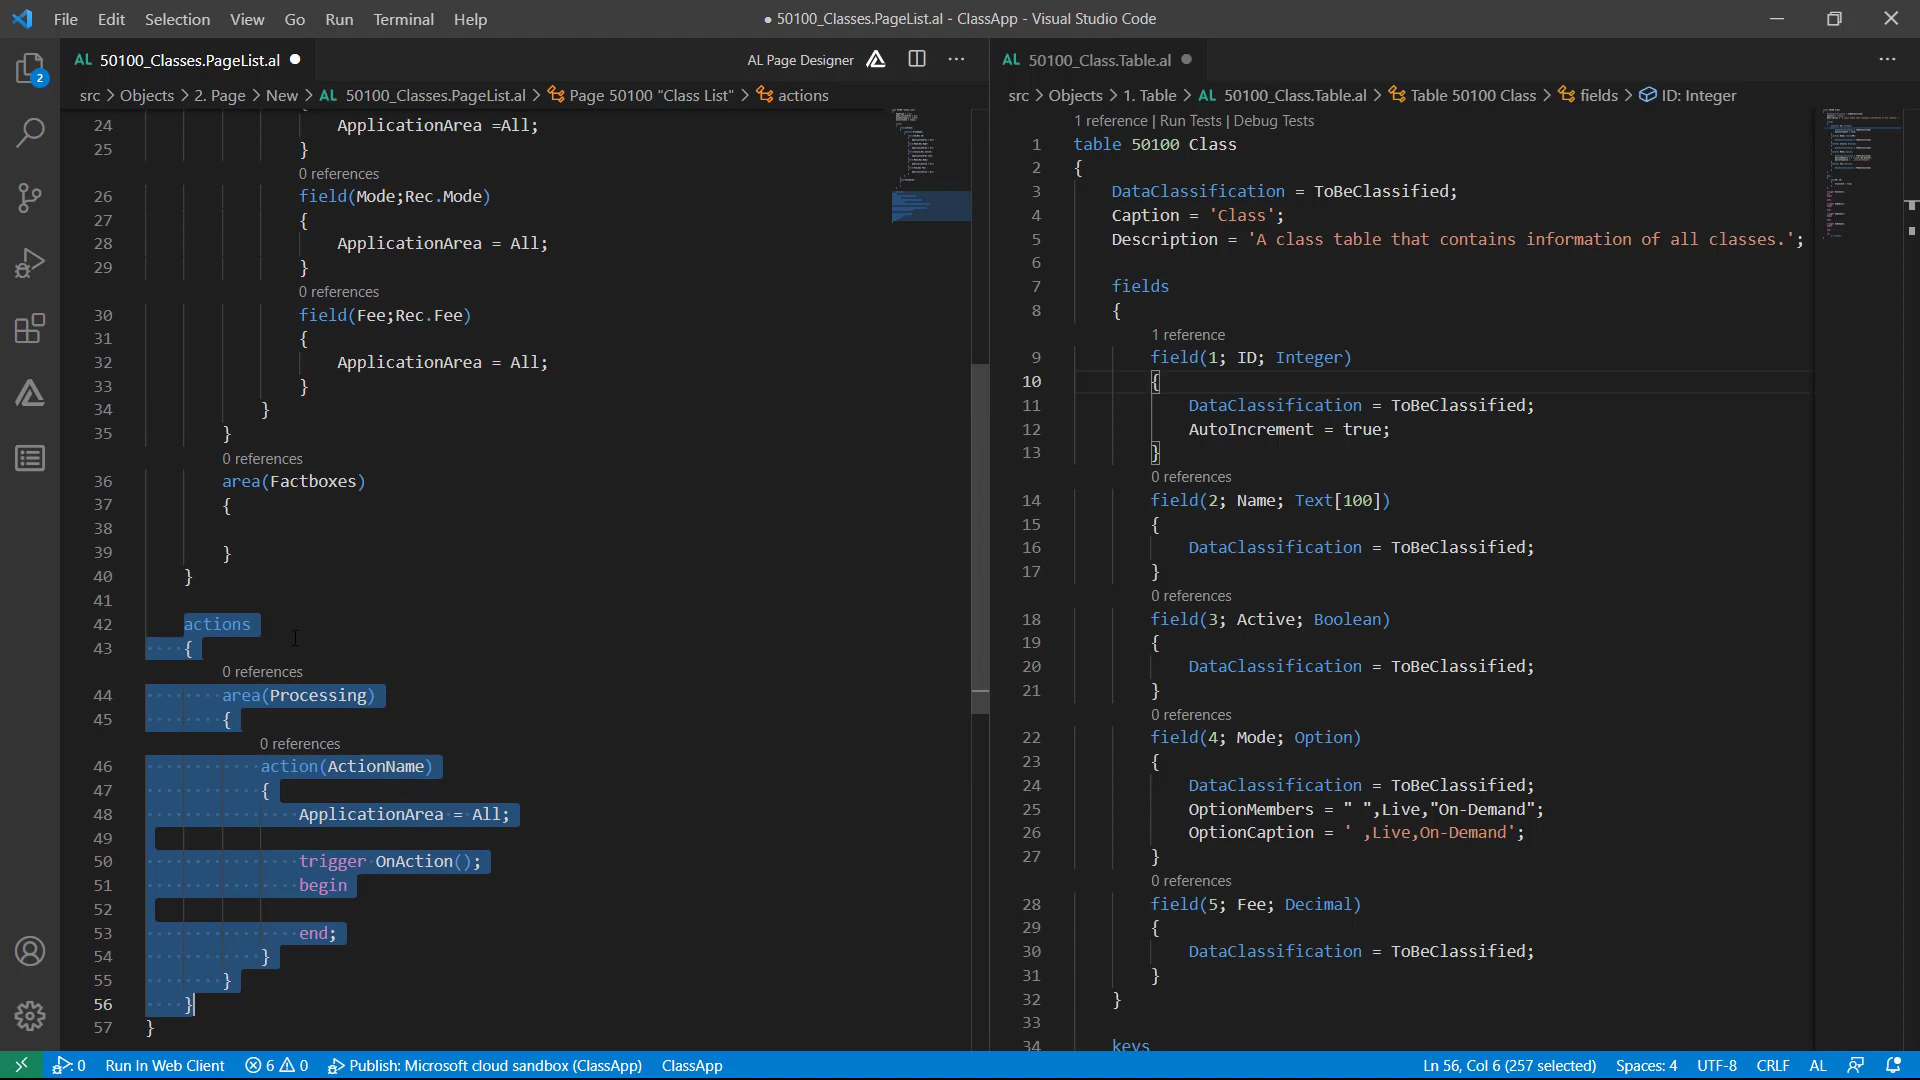 File Edit Selection View Go Run Terminal Help
● 50100_Classes.PageList.al - ClassApp - Visual Studio Code
AL 50100_Classes.PageList.al ●
AL Page Designer
src > Objects > 2. Page > New > AL 50100_Classes.PageList.al > Page 50100 "Class List" > actions
24 ApplicationArea =All;
25 }
0 references
26 field(Mode;Rec.Mode)
27 {
28 ApplicationArea = All;
29 }
0 references
30 field(Fee;Rec.Fee)
31 {
32 ApplicationArea = All;
33 }
34 }
35 }
0 references
36 area(Factboxes)
37 {
38
39 }
40 }
41
42 actions
43 {
0 references
44 area(Processing)
45 {
0 references
46 action(ActionName)
47 {
48 ApplicationArea = All;
49
50 trigger OnAction();
51 begin
52
53 end;
54 }
55 }
56 }
57 }
AL 50100_Class.Table.al ●
src > Objects > 1. Table > AL 50100_Class.Table.al > Table 50100 Class > fields > ID: Integer
1 reference | Run Tests | Debug Tests
1 table 50100 Class
2 {
3 DataClassification = ToBeClassified;
4 Caption = 'Class';
5 Description = 'A class table that contains information of all classes.';
6
7 fields
8 {
1 reference
9 field(1; ID; Integer)
10 {
11 DataClassification = ToBeClassified;
12 AutoIncrement = true;
13 }
0 references
14 field(2; Name; Text[100])
15 {
16 DataClassification = ToBeClassified;
17 }
0 references
18 field(3; Active; Boolean)
19 {
20 DataClassification = ToBeClassified;
21 }
0 references
22 field(4; Mode; Option)
23 {
24 DataClassification = ToBeClassified;
25 OptionMembers = " ",Live,"On-Demand";
26 OptionCaption = ' ,Live,On-Demand';
27 }
0 references
28 field(5; Fee; Decimal)
29 {
30 DataClassification = ToBeClassified;
31 }
32 }
33
34 keys
2
0 Run In Web Client 6 0 Publish: Microsoft cloud sandbox (ClassApp) ClassApp
Ln 56, Col 6 (257 selected) Spaces: 4 UTF-8 CRLF AL